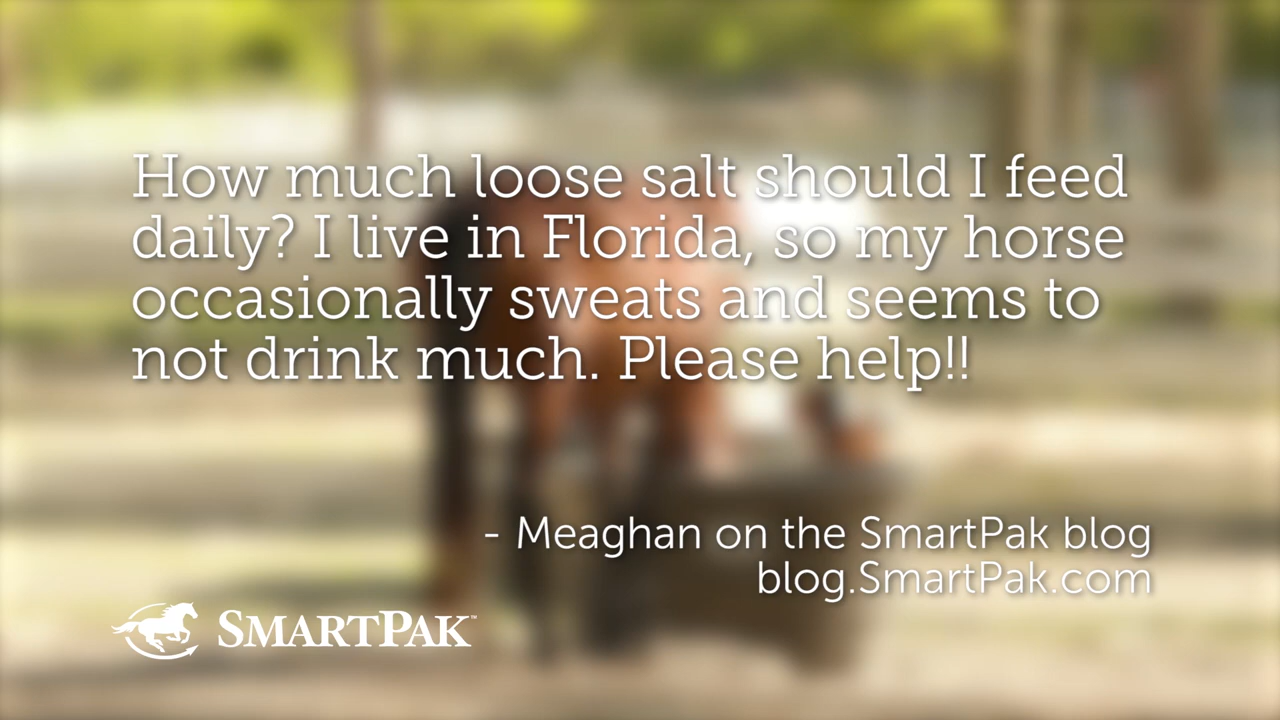 How much loose salt should I feed
daily? I live in Florida, so my horse
occasionally sweats and seems to
not drink much. Please help!!
- Meaghan on the SmartPak blog
blog.SmartPak.com
SMARTPAK™